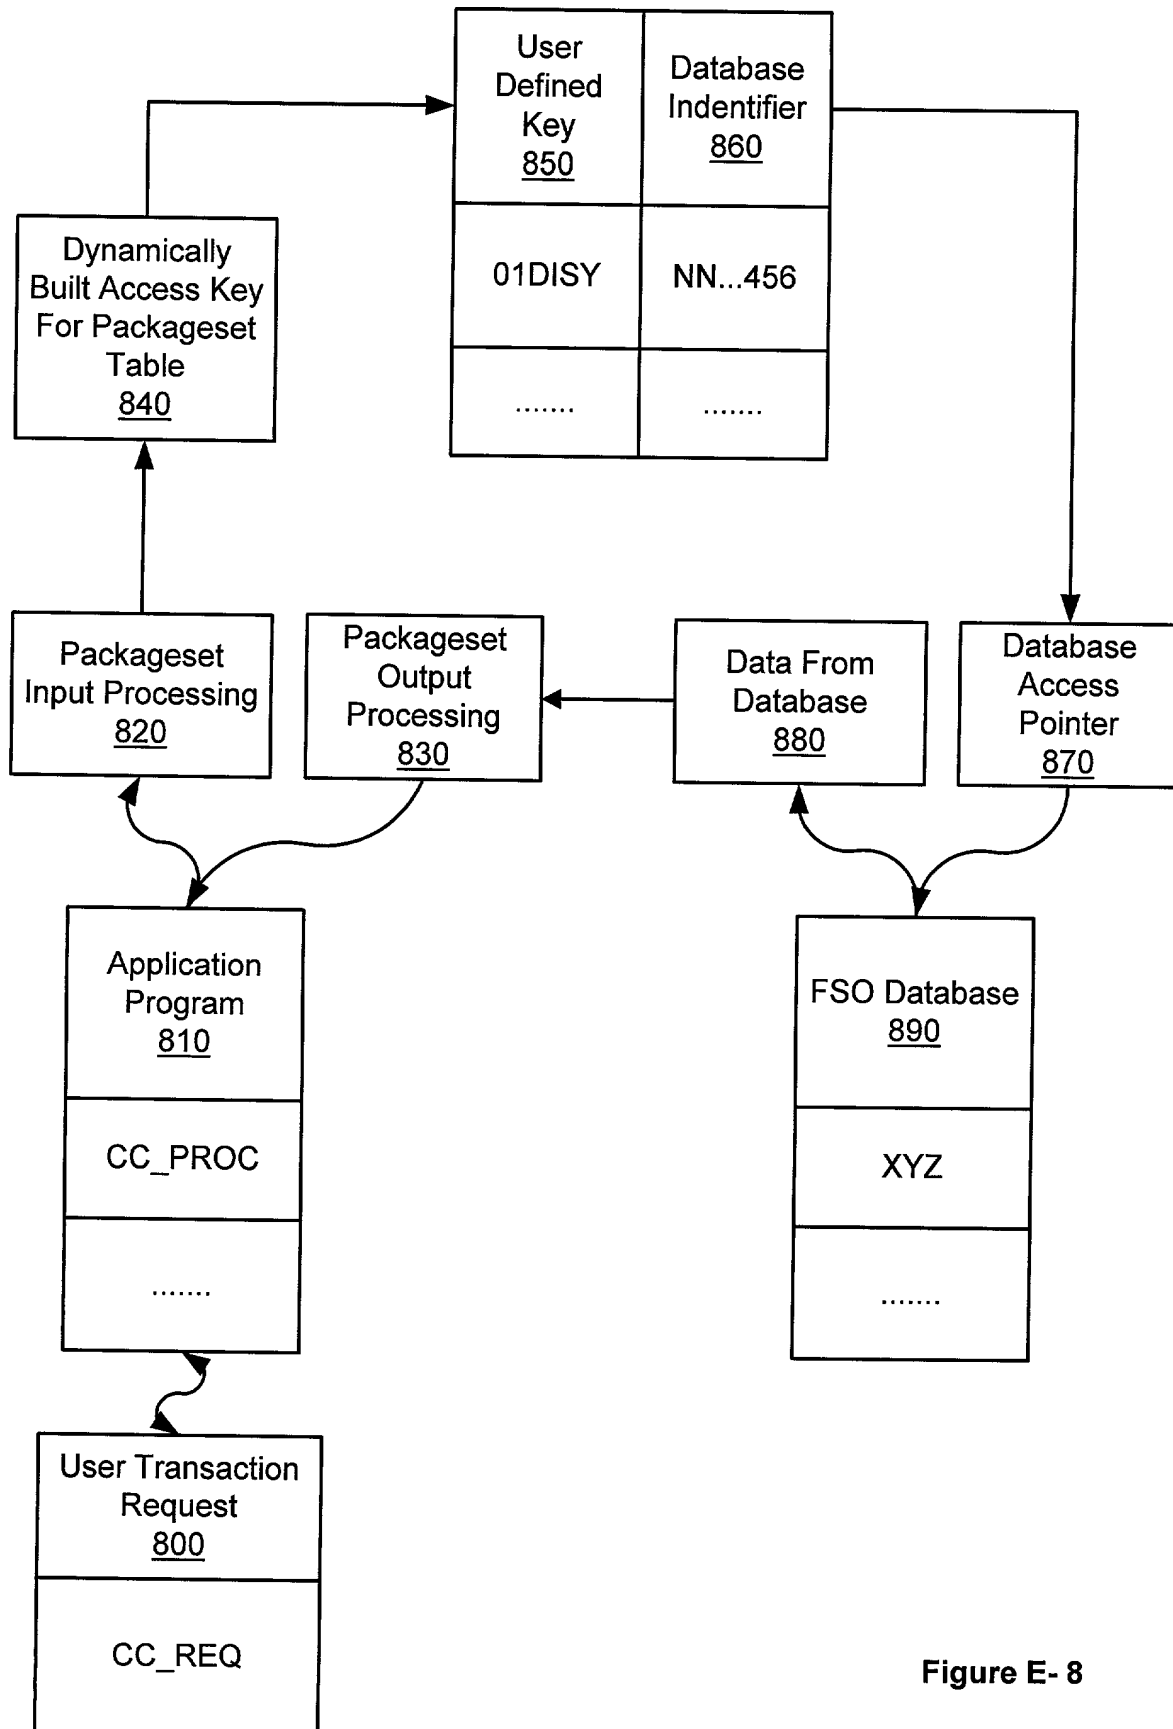 User
Defined
Key
850
Database
Indentifier
860
01DISY
NN...456
.......
.......
Dynamically
Built Access Key
For Packageset
Table
840
Packageset
Input Processing
820
Packageset
Output
Processing
830
Data From
Database
880
Database
Access
Pointer
870
Application
Program
810
CC_PROC
.......
FSO Database
890
XYZ
.......
User Transaction
Request
800
CC_REQ
Figure E- 8